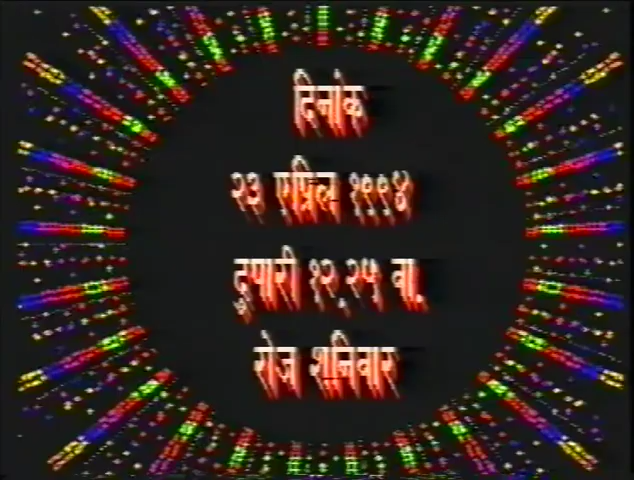 दिनांक
२३ एप्रिल १९९४
दुपारी १२.२५ वा.
रोज शनिवार